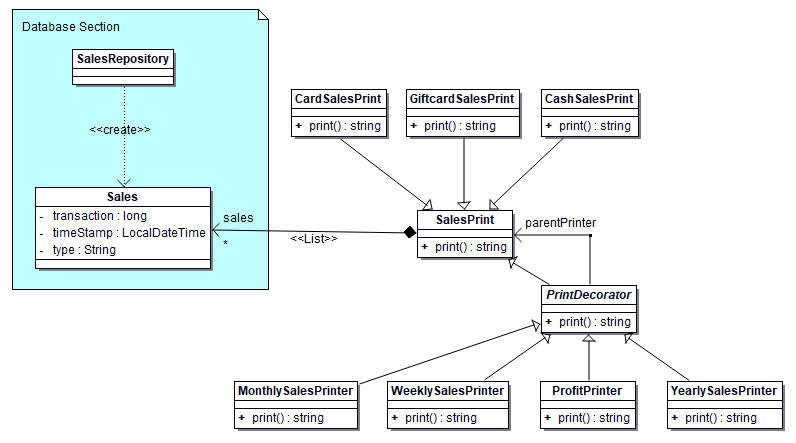 Database Section
SalesRepository
<<create>>
Sales
- transaction : long
- timeStamp : LocalDateTime
- type : String
sales
*
<<List>>
CardSalesPrint
+ print() : string
GiftcardSalesPrint
+ print() : string
CashSalesPrint
+ print() : string
SalesPrint
+ print() : string
parentPrinter
PrintDecorator
+ print() : string
MonthlySalesPrinter
+ print() : string
WeeklySalesPrinter
+ print() : string
ProfitPrinter
+ print() : string
YearlySalesPrinter
+ print() : string